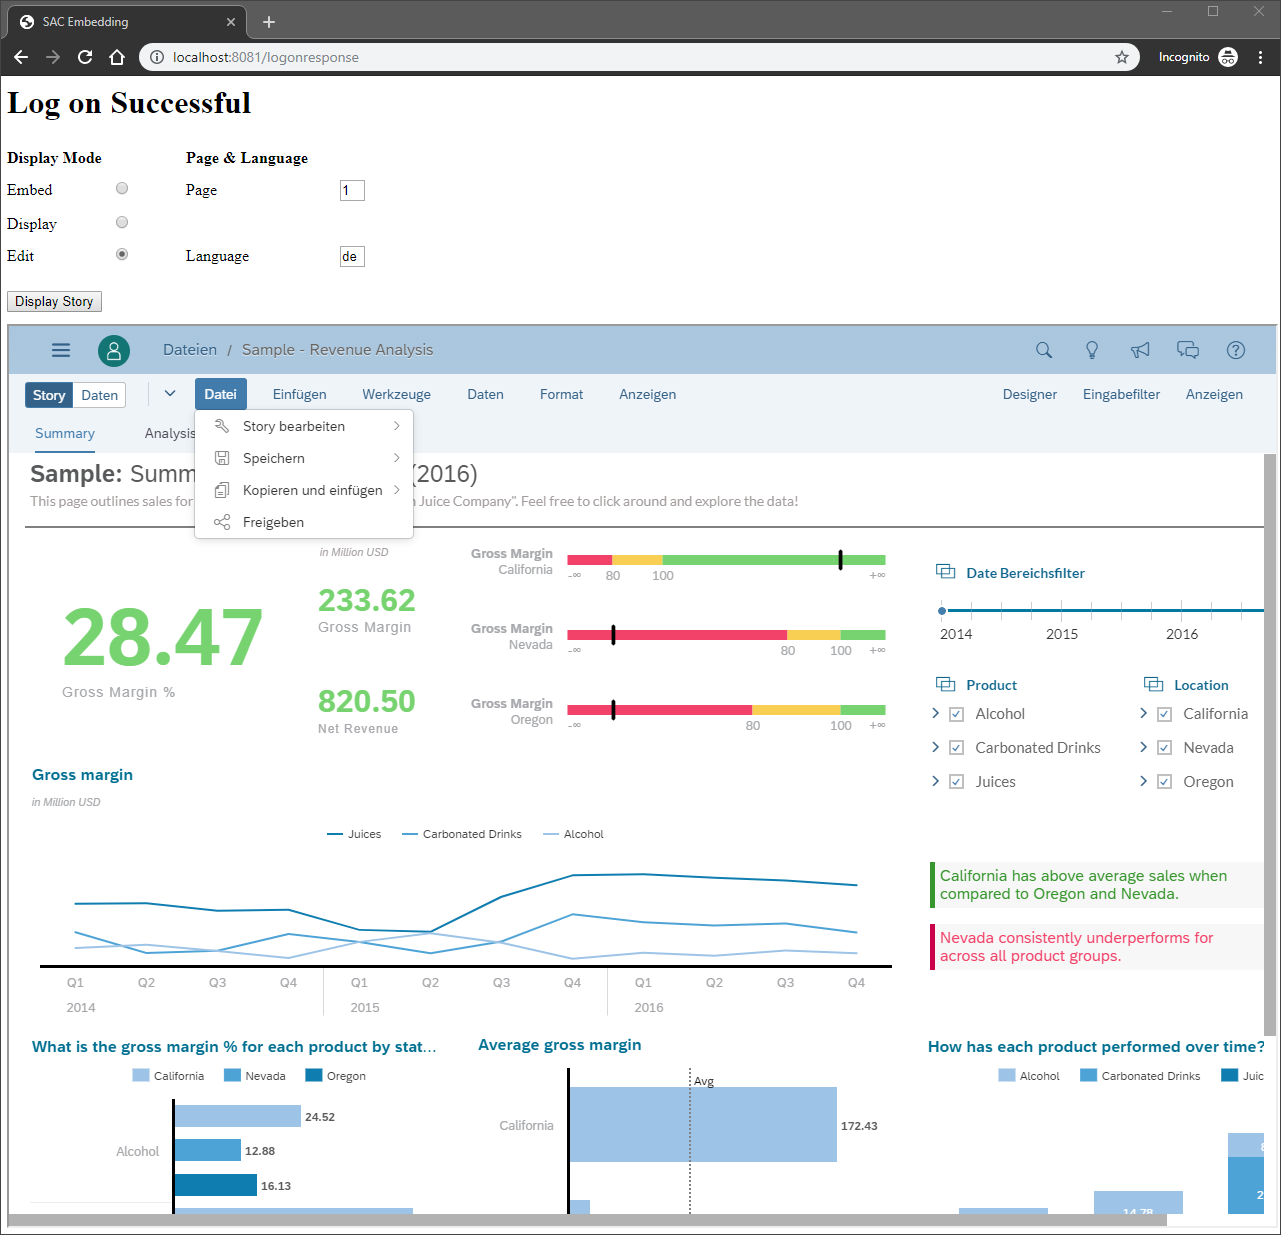 SAC Embedding
localhost:8081/logonresponse
Incognito
Log on Successful
Display Mode Page & Language
Embed Page 1
Display
Edit Language de
Display Story
Dateien / Sample - Revenue Analysis
Story Daten Datei Einfügen Werkzeuge Daten Format Anzeigen Designer Eingabefilter Anzeigen
Summary Analysis
Story bearbeiten
Speichern
Kopieren und einfügen
Freigeben
Sample: Summ (2016)
This page outlines sales for Juice Company". Feel free to click around and explore the data!
in Million USD
28.47
Gross Margin %
233.62
Gross Margin
820.50
Net Revenue
Gross Margin
California
-∞ 80 100 +∞
Gross Margin
Nevada
-∞ 80 100 +∞
Gross Margin
Oregon
-∞ 80 100 +∞
Date Bereichsfilter
2014 2015 2016
Product Location
Alcohol California
Carbonated Drinks Nevada
Juices Oregon
Gross margin
in Million USD
Juices Carbonated Drinks Alcohol
Q1 Q2 Q3 Q4 Q1 Q2 Q3 Q4 Q1 Q2 Q3 Q4
2014 2015 2016
California has above average sales when
compared to Oregon and Nevada.
Nevada consistently underperforms for
across all product groups.
What is the gross margin % for each product by stat...
California Nevada Oregon
Alcohol
24.52
12.88
16.13
Average gross margin
Avg
California 172.43
How has each product performed over time?
Alcohol Carbonated Drinks Juic
8
2
14.78